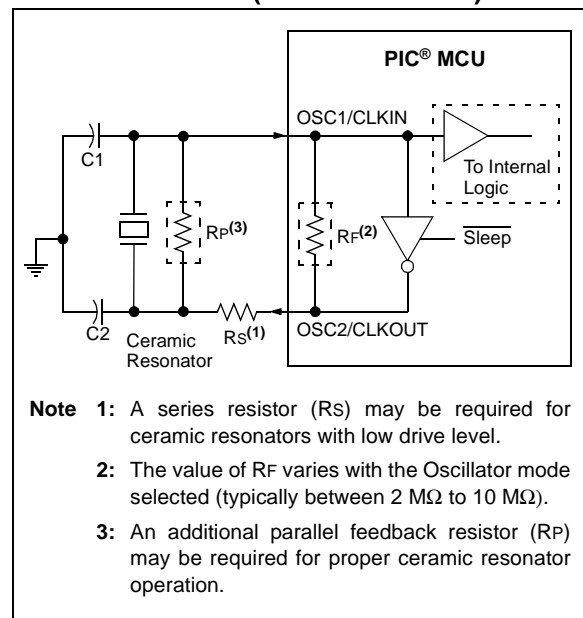 PIC® MCU
OSC1/CLKIN
C1
To Internal
Logic
RP(3)
RF(2)
Sleep
C2
Ceramic
Resonator
RS(1)
OSC2/CLKOUT
Note 1: A series resistor (RS) may be required for
ceramic resonators with low drive level.
2: The value of RF varies with the Oscillator mode
selected (typically between 2 MΩ to 10 MΩ).
3: An additional parallel feedback resistor (RP)
may be required for proper ceramic resonator
operation.